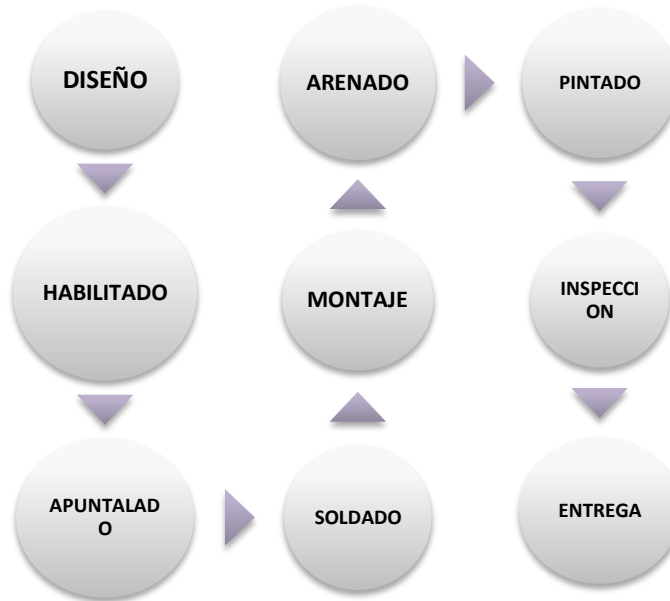 DISEÑO
HABILITADO
APUNTALAD
O
SOLDADO
MONTAJE
ARENADO
PINTADO
INSPECCI
ON
ENTREGA